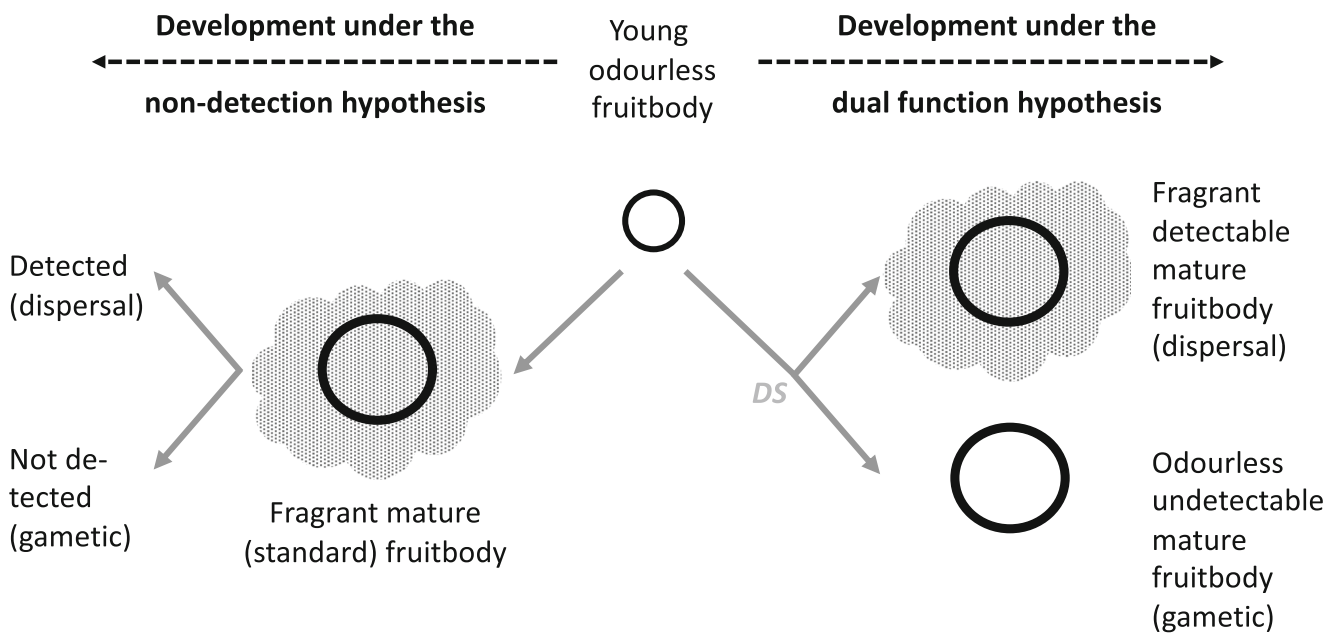 Development under the
non-detection hypothesis
Young
odourless
fruitbody
Development under the
dual function hypothesis
Detected
(dispersal)
Not de-
tected
(gametic)
Fragrant mature
(standard) fruitbody
DS
Fragrant
detectable
mature
fruitbody
(dispersal)
Odourless
undetectable
mature
fruitbody
(gametic)